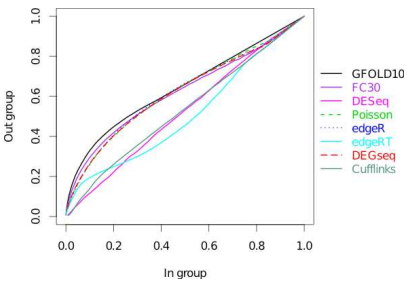 1.0
0.8
0.6
0.4
0.2
0.0
Out group
0.0 0.2 0.4 0.6 0.8 1.0
In group
GFOLD10
FC30
DESeq
Poisson
edgeR
edgeRT
DEGseq
Cufflinks